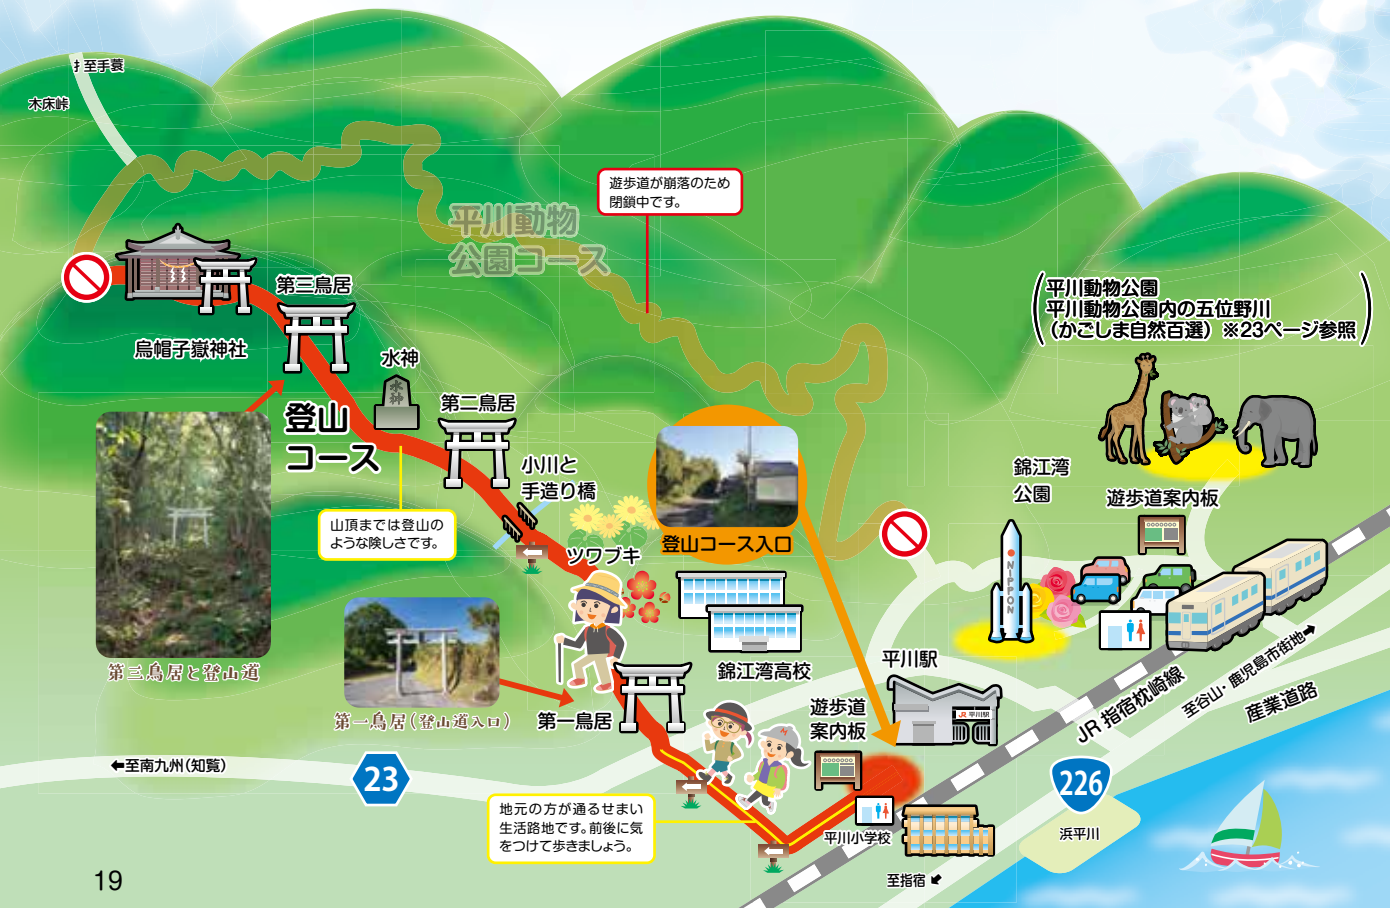 至手蓑
木床峠
遊歩道が崩落のため
閉鎖中です。
平川動物
公園コース
第三鳥居
烏帽子嶽神社
水神
水神
第二鳥居
登山
コース
小川と
手造り橋
平川動物公園
平川動物公園内の五位野川
（かごしま自然百選）※23ページ参照
錦江湾
公園
遊歩道案内板
NIPPON
山頂までは登山の
ような険しさです。
登山コース入口
ツワブキ
第三鳥居と登山道
錦江湾高校
平川駅
JR 平川駅
第一鳥居（登山道入口）
第一鳥居
遊歩道
案内板
JR 指宿枕崎線
至谷山・鹿児島市街地➡
産業道路
⬅至南九州（知覧）
23
226
地元の方が通るせまい
生活路地です。前後に気
をつけて歩きましょう。
平川小学校
浜平川
至指宿
19